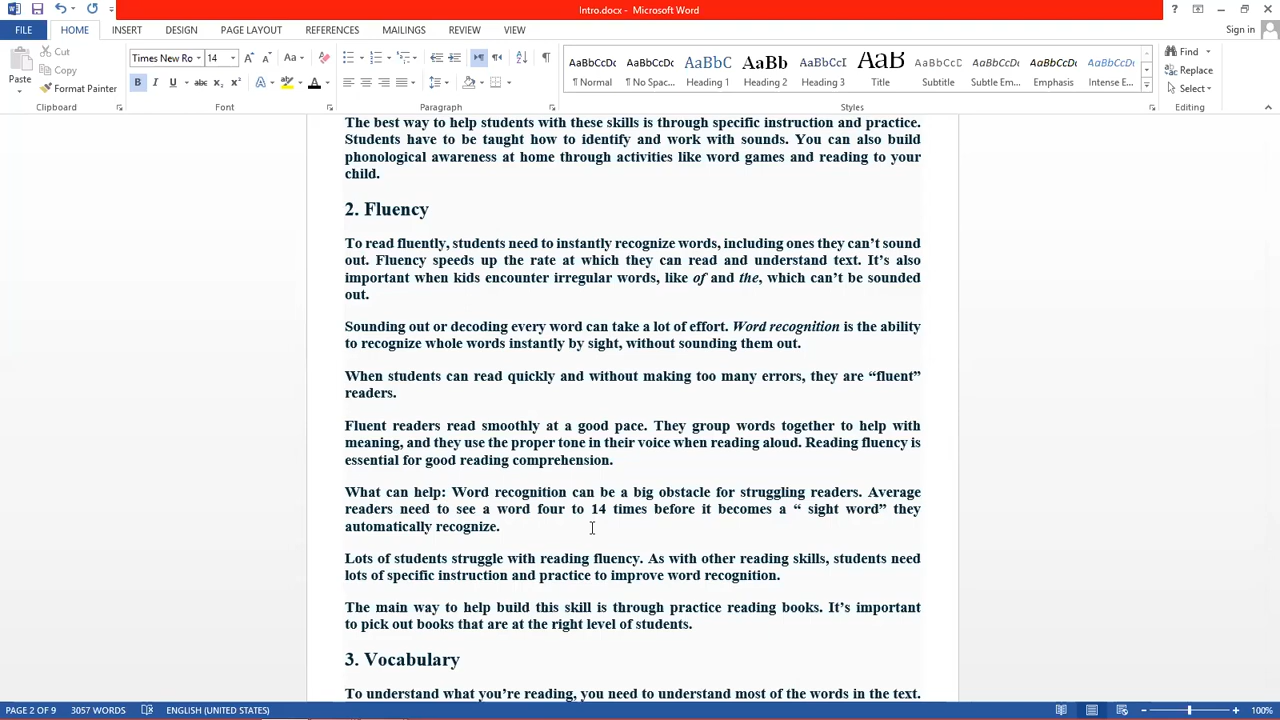 Intro.docx - Microsoft Word
Sign in
FILE HOME INSERT DESIGN PAGE LAYOUT REFERENCES MAILINGS REVIEW VIEW
Paste Cut Copy Format Painter
Times New Ro 14
AaBbCcDc AaBbCcDc AaBbC AaBb AaBbCcI AaB AaBbCcD AaBbCcDc AaBbCcDc AaBbCcDc
¶ Normal ¶ No Spac... Heading 1 Heading 2 Heading 3 Title Subtitle Subtle Em... Emphasis Intense E...
Find
Replace
Select
Clipboard Font Paragraph Styles Editing
The best way to help students with these skills is through specific instruction and practice.
Students have to be taught how to identify and work with sounds. You can also build
phonological awareness at home through activities like word games and reading to your
child.
2. Fluency
To read fluently, students need to instantly recognize words, including ones they can’t sound
out. Fluency speeds up the rate at which they can read and understand text. It’s also
important when kids encounter irregular words, like of and the, which can’t be sounded
out.
Sounding out or decoding every word can take a lot of effort. Word recognition is the ability
to recognize whole words instantly by sight, without sounding them out.
When students can read quickly and without making too many errors, they are “fluent”
readers.
Fluent readers read smoothly at a good pace. They group words together to help with
meaning, and they use the proper tone in their voice when reading aloud. Reading fluency is
essential for good reading comprehension.
What can help: Word recognition can be a big obstacle for struggling readers. Average
readers need to see a word four to 14 times before it becomes a “ sight word” they
automatically recognize.
Lots of students struggle with reading fluency. As with other reading skills, students need
lots of specific instruction and practice to improve word recognition.
The main way to help build this skill is through practice reading books. It’s important
to pick out books that are at the right level of students.
3. Vocabulary
To understand what you’re reading, you need to understand most of the words in the text.
PAGE 2 OF 9 3057 WORDS ENGLISH (UNITED STATES) 100%